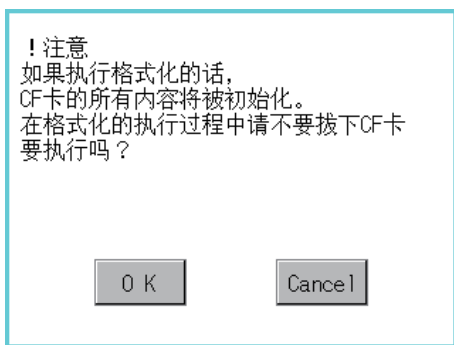 ！注意
如果执行格式化的话，
CF卡的所有内容将被初始化。
在格式化的执行过程中请不要拔下CF卡
要执行吗？
O K
Cancel